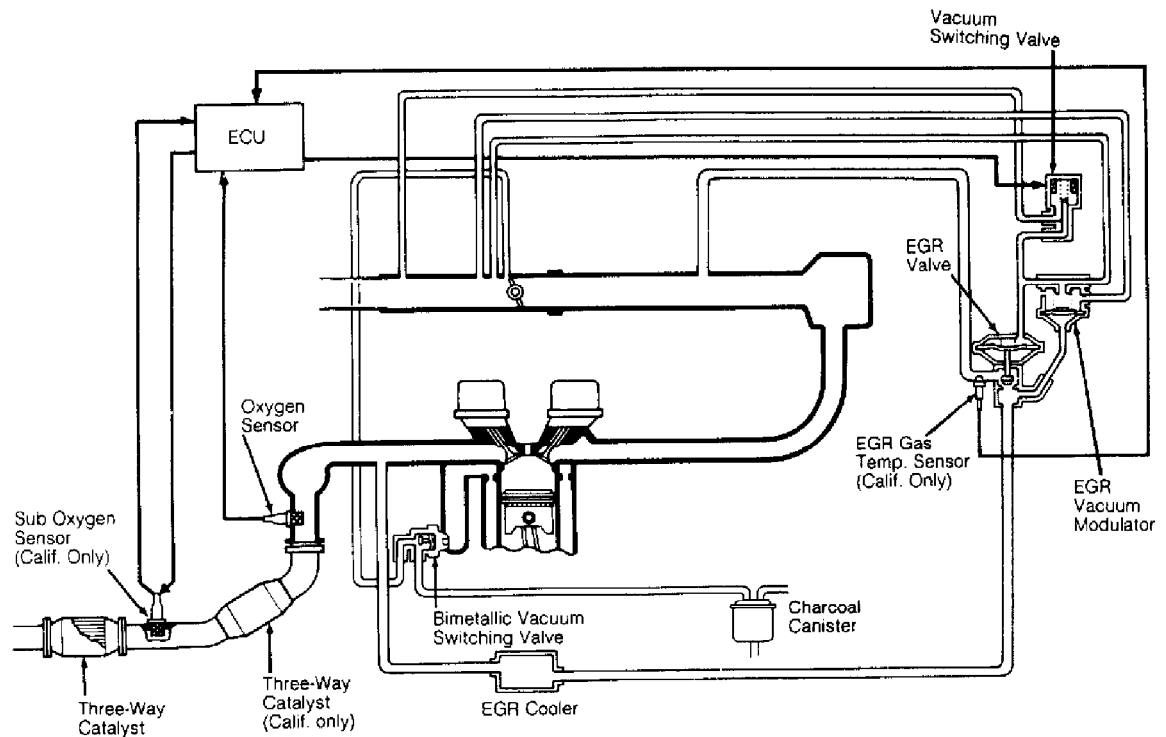 Vacuum
Switching Valve
ECU
EGR
Valve
Oxygen
Sensor
EGR Gas
Temp. Sensor
(Calif. Only)
EGR
Vacuum
Modulator
Sub Oxygen
Sensor
(Calif. Only)
Bimetallic Vacuum
Switching Valve
Charcoal
Canister
Three-Way
Catalyst
Three-Way
Catalyst
(Calif. only)
EGR Cooler